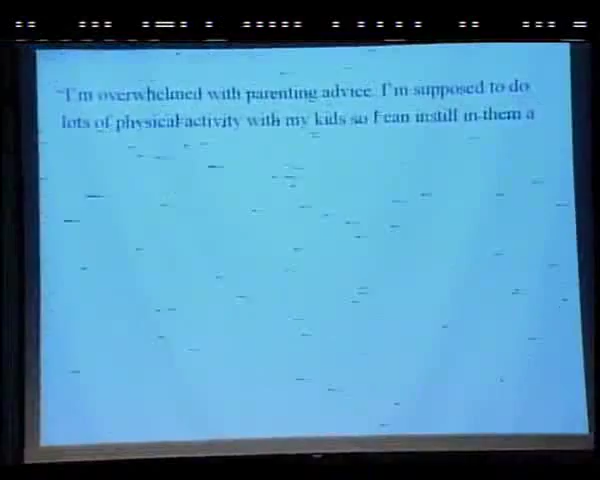 "I'm overwhelmed with parenting advice. I'm supposed to do
lots of physical activity with my kids so I can instill in them a